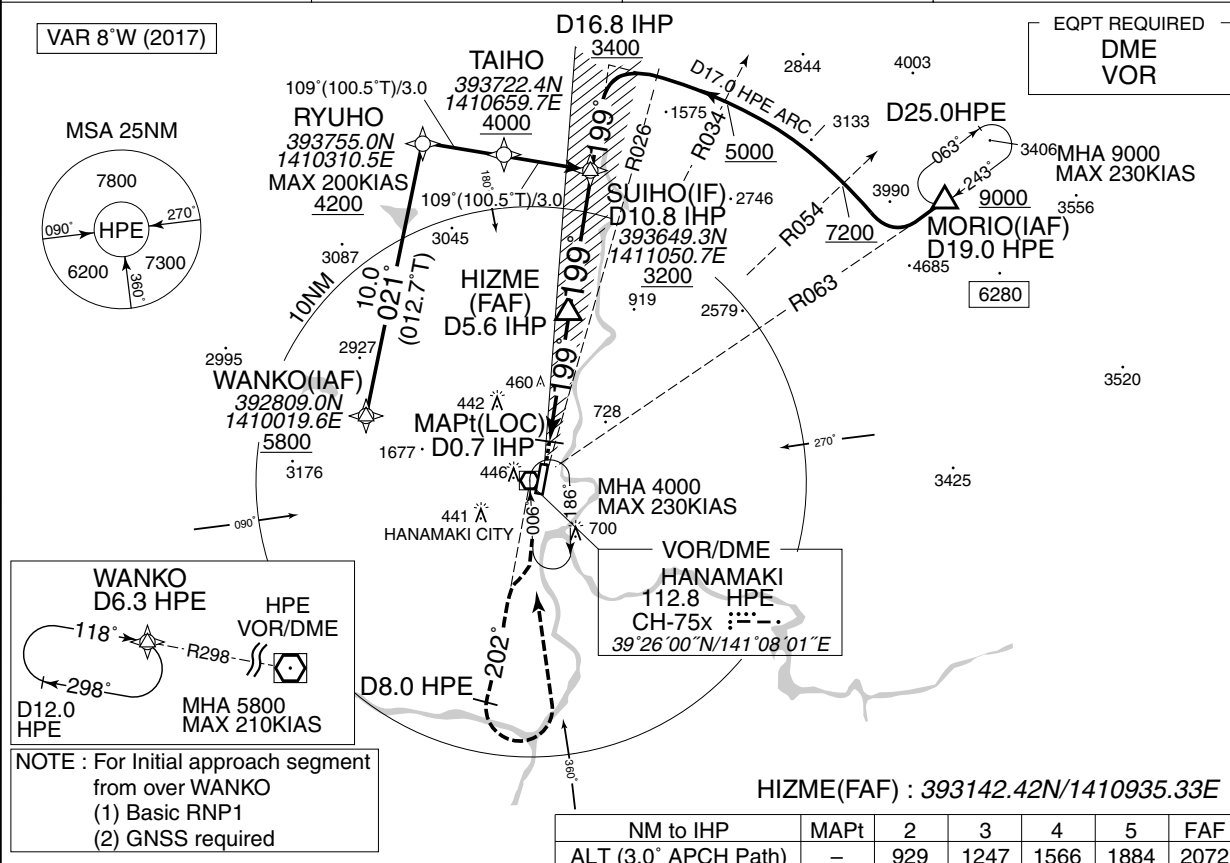 VAR 8°W (2017)
D16.8 IHP
3400
EQPT REQUIRED
DME
VOR
MSA 25NM
7800
090°
HPE
270°
6200
7300
360°
109°(100.5°T)/3.0
TAIHO
393722.4N
1410659.7E
4000
RYUHO
393755.0N
1410310.5E
MAX 200KIAS
4200
109°(100.5°T)/3.0
180°
199°
R026
R034
1575
D17.0 HPE ARC
5000
2844
4003
3133
D25.0HPE
063°
243°
3406
MHA 9000
MAX 230KIAS
3990
9000
3556
MORIO(IAF)
D19.0 HPE
7200
R054
4685
6280
R063
SUIHO(IF)
D10.8 IHP
393649.3N
1411050.7E
3200
2746
919
2579
3045
3087
10NM
10.0
021°
(012.7°T)
HIZME
(FAF)
D5.6 IHP
199°
199°
2927
2995
WANKO(IAF)
392809.0N
1410019.6E
5800
3176
460
442
MAPt(LOC)
D0.7 IHP
1677
446
728
3520
270°
3425
090°
441
HANAMAKI CITY
006°
186°
MHA 4000
MAX 230KIAS
700
VOR/DME
HANAMAKI
112.8 HPE
CH-75x
39°26′00″N/141°08′01″E
202°
D8.0 HPE
360°
WANKO
D6.3 HPE
HPE
VOR/DME
118°
R298
298°
D12.0
HPE
MHA 5800
MAX 210KIAS
NOTE : For Initial approach segment
from over WANKO
(1) Basic RNP1
(2) GNSS required
HIZME(FAF) : 393142.42N/1410935.33E
NM to IHP MAPt 2 3 4 5 FAF
ALT (3.0° APCH Path) – 929 1247 1566 1884 2072